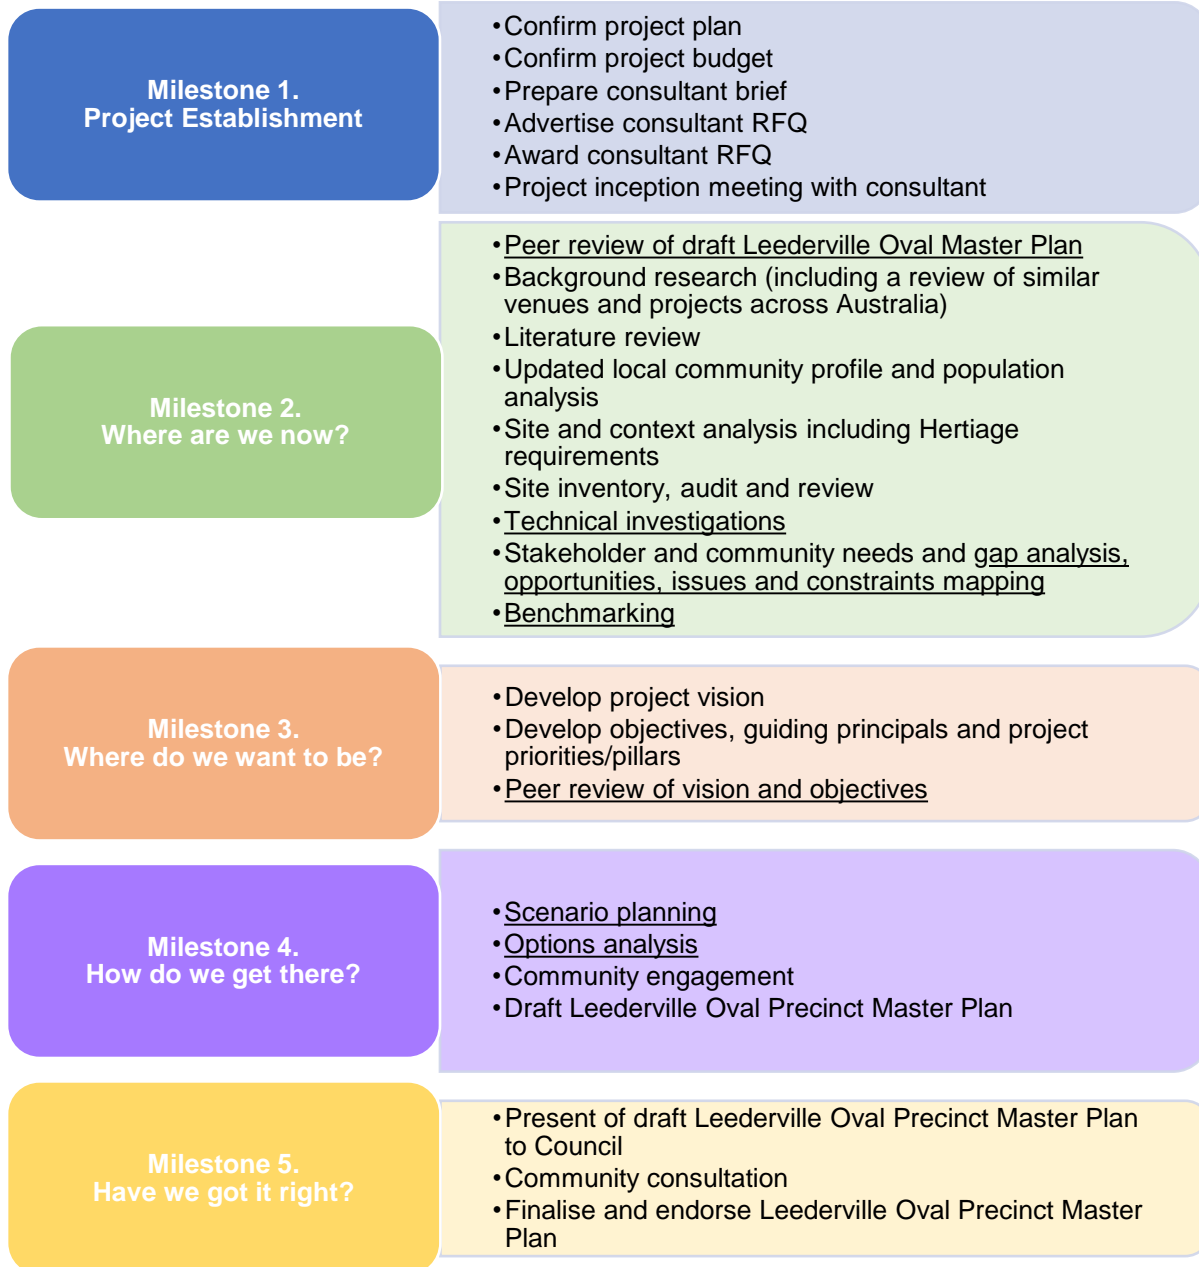 Milestone 1.
Project Establishment
•Confirm project plan
•Confirm project budget
•Prepare consultant brief
•Advertise consultant RFQ
•Award consultant RFQ
•Project inception meeting with consultant
Milestone 2.
Where are we now?
•Peer review of draft Leederville Oval Master Plan
•Background research (including a review of similar
venues and projects across Australia)
•Literature review
•Updated local community profile and population
analysis
•Site and context analysis including Hertiage
requirements
•Site inventory, audit and review
•Technical investigations
•Stakeholder and community needs and gap analysis,
opportunities, issues and constraints mapping
•Benchmarking
Milestone 3.
Where do we want to be?
•Develop project vision
•Develop objectives, guiding principals and project
priorities/pillars
•Peer review of vision and objectives
Milestone 4.
How do we get there?
•Scenario planning
•Options analysis
•Community engagement
•Draft Leederville Oval Precinct Master Plan
Milestone 5.
Have we got it right?
•Present of draft Leederville Oval Precinct Master Plan
to Council
•Community consultation
•Finalise and endorse Leederville Oval Precinct Master
Plan